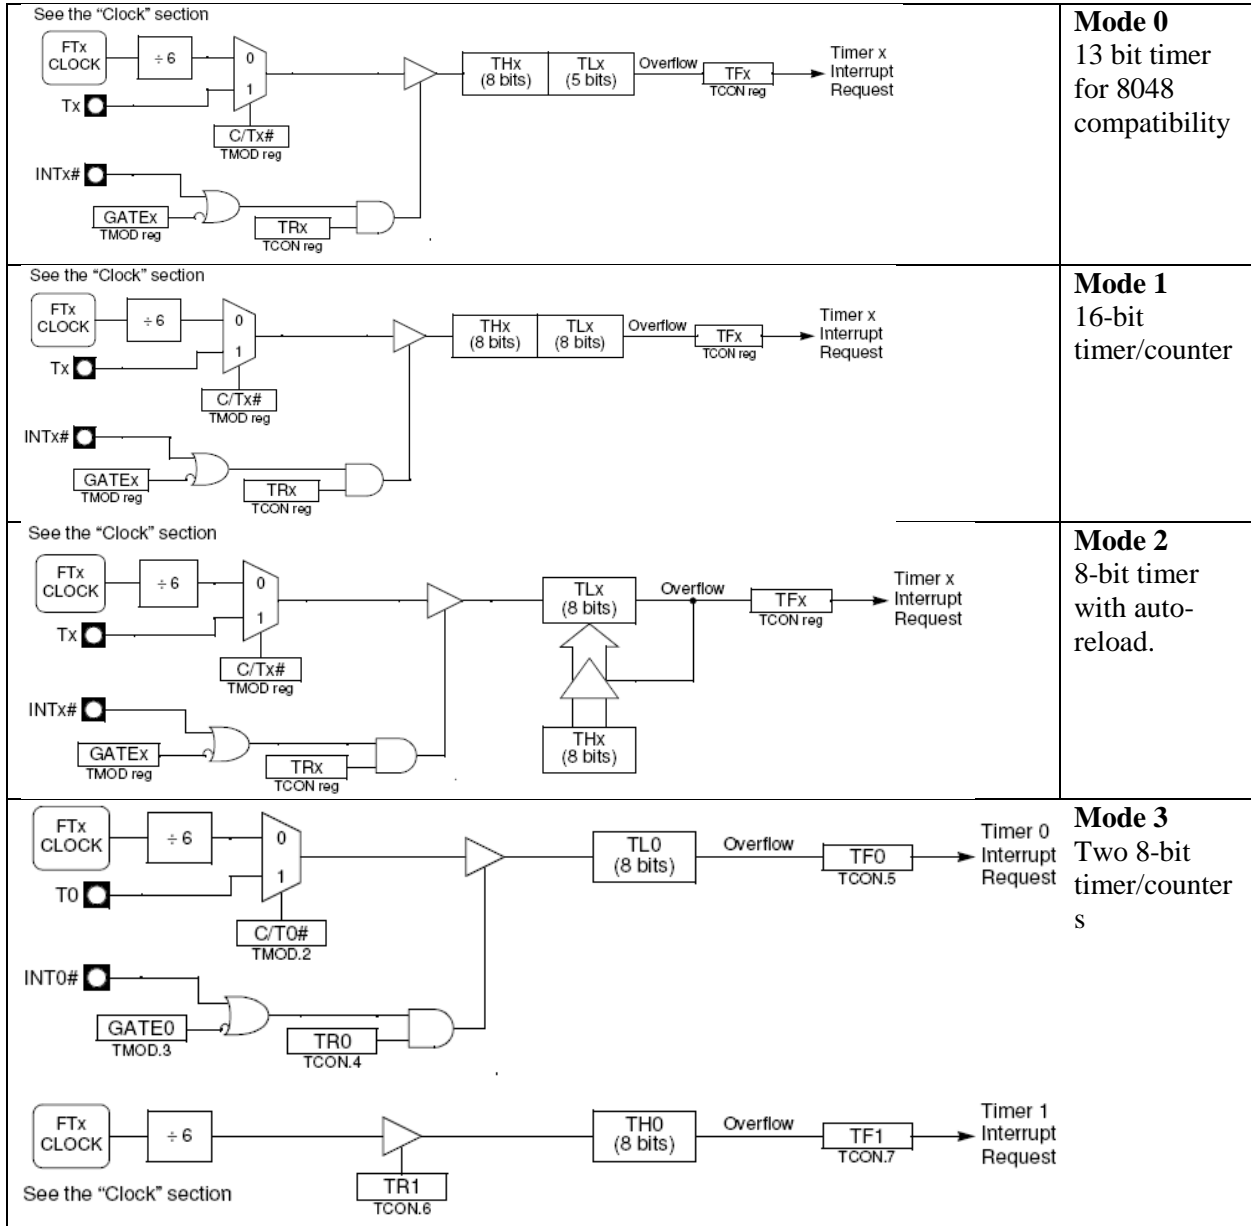 See the “Clock” section
FTx
CLOCK
÷ 6
0
1
Tx
C/Tx#
TMOD reg
INTx#
GATEx
TMOD reg
TRx
TCON reg
THx
(8 bits)
TLx
(5 bits)
Overflow
TFx
TCON reg
Timer x
Interrupt
Request
Mode 0
13 bit timer
for 8048
compatibility
See the “Clock” section
FTx
CLOCK
÷ 6
0
1
Tx
C/Tx#
TMOD reg
INTx#
GATEx
TMOD reg
TRx
TCON reg
THx
(8 bits)
TLx
(8 bits)
Overflow
TFx
TCON reg
Timer x
Interrupt
Request
Mode 1
16-bit
timer/counter
See the “Clock” section
FTx
CLOCK
÷ 6
0
1
Tx
C/Tx#
TMOD reg
INTx#
GATEx
TMOD reg
TRx
TCON reg
TLx
(8 bits)
THx
(8 bits)
Overflow
TFx
TCON reg
Timer x
Interrupt
Request
Mode 2
8-bit timer
with auto-
reload.
FTx
CLOCK
÷ 6
0
1
T0
C/T0#
TMOD.2
INT0#
GATE0
TMOD.3
TR0
TCON.4
TL0
(8 bits)
Overflow
TF0
TCON.5
Timer 0
Interrupt
Request
Mode 3
Two 8-bit
timer/counter
s
FTx
CLOCK
÷ 6
TR1
TCON.6
TH0
(8 bits)
Overflow
TF1
TCON.7
Timer 1
Interrupt
Request
See the “Clock” section